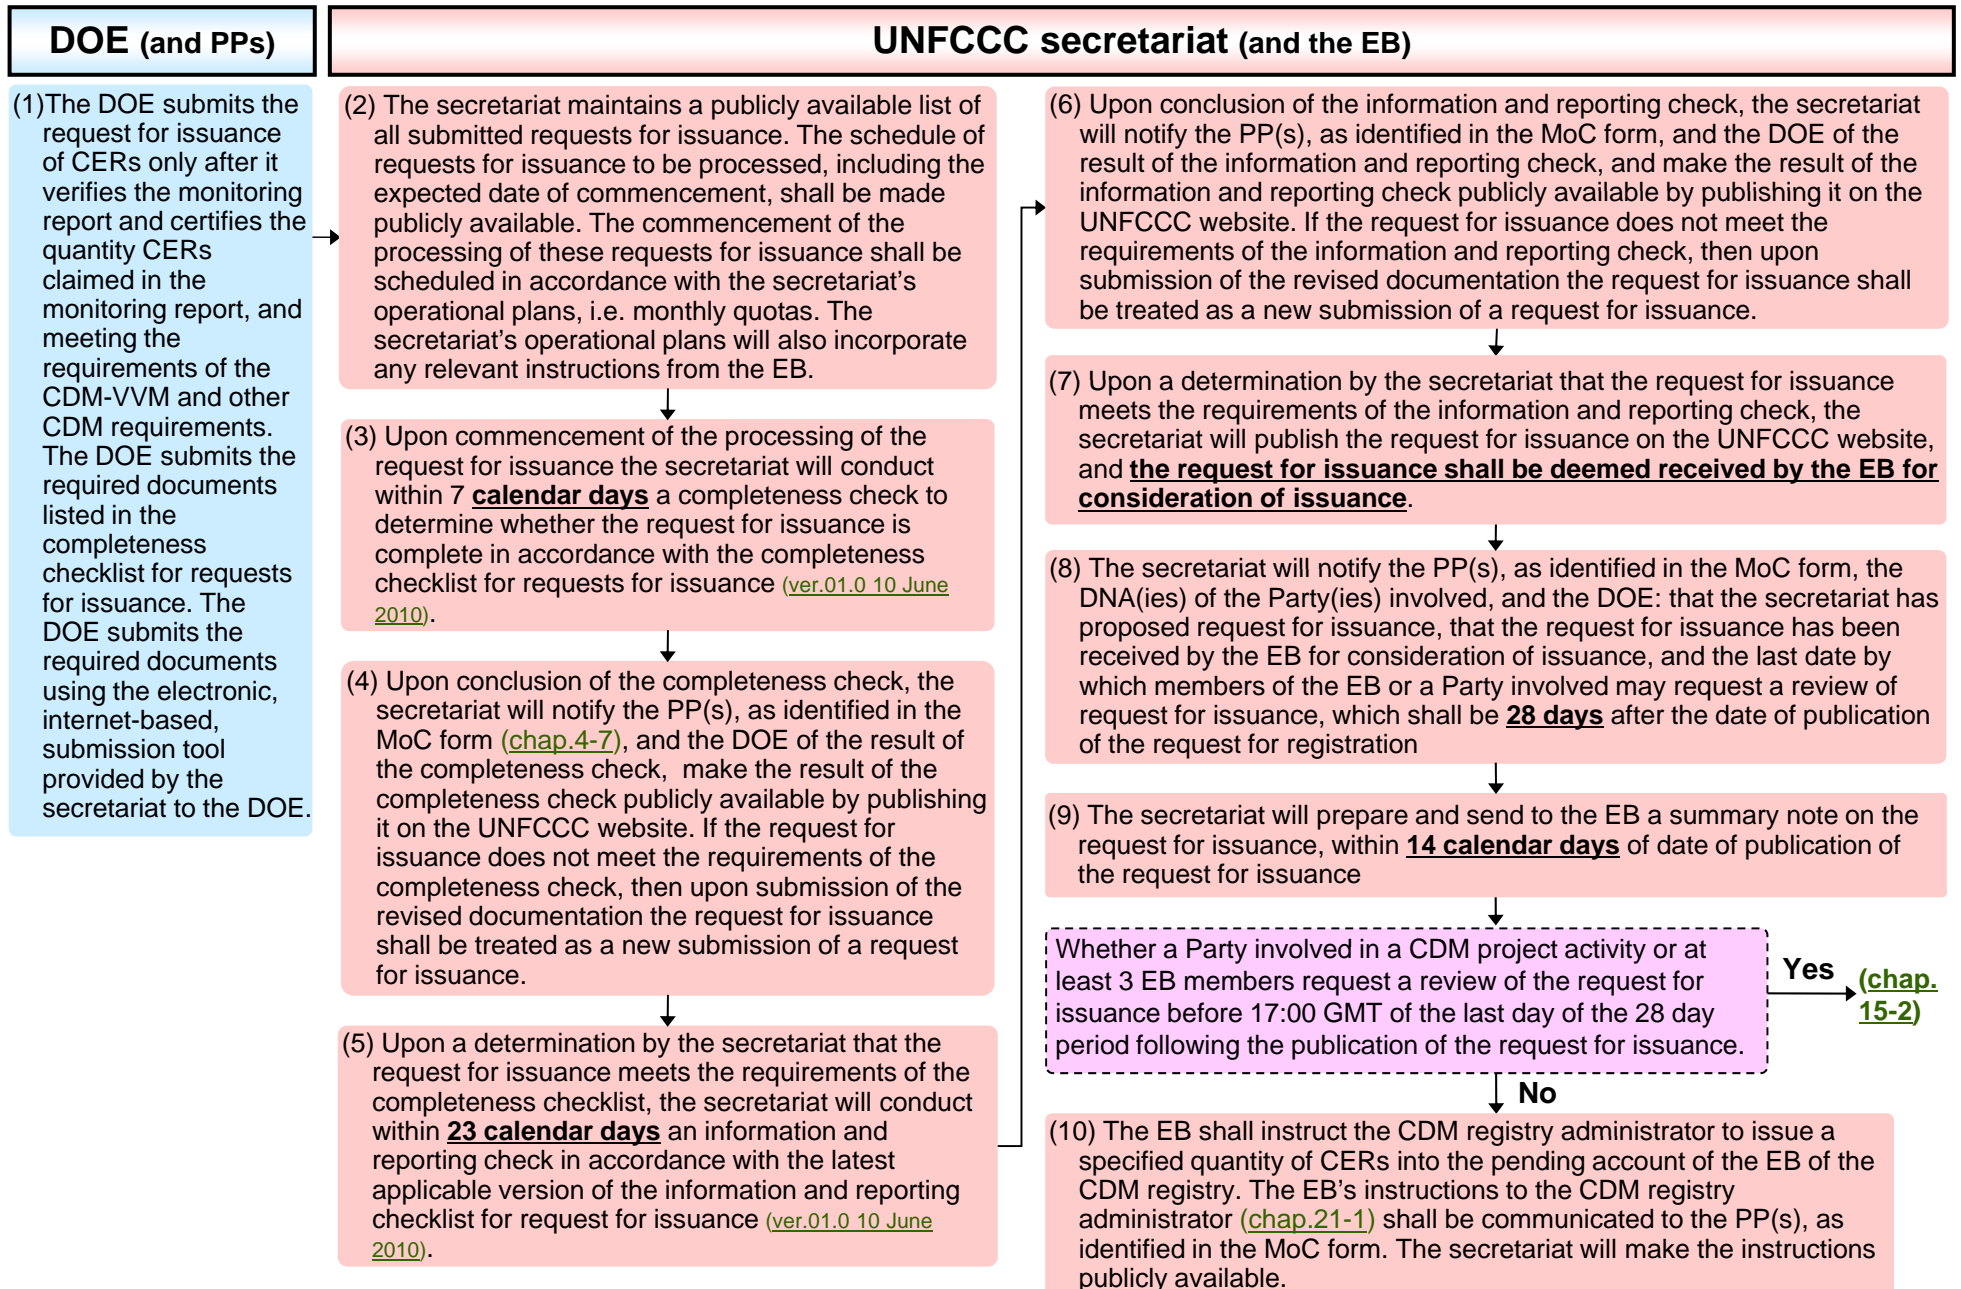 DOE (and PPs)
UNFCCC secretariat (and the EB)
(1)The DOE submits the
request for issuance
of CERs only after it
verifies the monitoring
report and certifies the
quantity CERs
claimed in the
monitoring report, and
meeting the
requirements of the
CDM-VVM and other
CDM requirements.
The DOE submits the
required documents
listed in the
completeness
checklist for requests
for issuance. The
DOE submits the
required documents
using the electronic,
internet-based,
submission tool
provided by the
secretariat to the DOE.
(2) The secretariat maintains a publicly available list of
all submitted requests for issuance. The schedule of
requests for issuance to be processed, including the
expected date of commencement, shall be made
publicly available. The commencement of the
processing of these requests for issuance shall be
scheduled in accordance with the secretariat’s
operational plans, i.e. monthly quotas. The
secretariat’s operational plans will also incorporate
any relevant instructions from the EB.
(3) Upon commencement of the processing of the
request for issuance the secretariat will conduct
within 7 calendar days a completeness check to
determine whether the request for issuance is
complete in accordance with the completeness
checklist for requests for issuance (ver.01.0 10 June
2010).
(4) Upon conclusion of the completeness check, the
secretariat will notify the PP(s), as identified in the
MoC form (chap.4-7), and the DOE of the result of
the completeness check, make the result of the
completeness check publicly available by publishing
it on the UNFCCC website. If the request for
issuance does not meet the requirements of the
completeness check, then upon submission of the
revised documentation the request for issuance
shall be treated as a new submission of a request
for issuance.
(5) Upon a determination by the secretariat that the
request for issuance meets the requirements of the
completeness checklist, the secretariat will conduct
within 23 calendar days an information and
reporting check in accordance with the latest
applicable version of the information and reporting
checklist for request for issuance (ver.01.0 10 June
2010).
(6) Upon conclusion of the information and reporting check, the secretariat
will notify the PP(s), as identified in the MoC form, and the DOE of the
result of the information and reporting check, and make the result of the
information and reporting check publicly available by publishing it on the
UNFCCC website. If the request for issuance does not meet the
requirements of the information and reporting check, then upon
submission of the revised documentation the request for issuance shall
be treated as a new submission of a request for issuance.
(7) Upon a determination by the secretariat that the request for issuance
meets the requirements of the information and reporting check, the
secretariat will publish the request for issuance on the UNFCCC website,
and the request for issuance shall be deemed received by the EB for
consideration of issuance.
(8) The secretariat will notify the PP(s), as identified in the MoC form, the
DNA(ies) of the Party(ies) involved, and the DOE: that the secretariat has
proposed request for issuance, that the request for issuance has been
received by the EB for consideration of issuance, and the last date by
which members of the EB or a Party involved may request a review of
request for issuance, which shall be 28 days after the date of publication
of the request for registration
(9) The secretariat will prepare and send to the EB a summary note on the
request for issuance, within 14 calendar days of date of publication of
the request for issuance
Whether a Party involved in a CDM project activity or at
least 3 EB members request a review of the request for
issuance before 17:00 GMT of the last day of the 28 day
period following the publication of the request for issuance.
Yes
(chap.
15-2)
No
(10) The EB shall instruct the CDM registry administrator to issue a
specified quantity of CERs into the pending account of the EB of the
CDM registry. The EB’s instructions to the CDM registry
administrator (chap.21-1) shall be communicated to the PP(s), as
identified in the MoC form. The secretariat will make the instructions
publicly available.